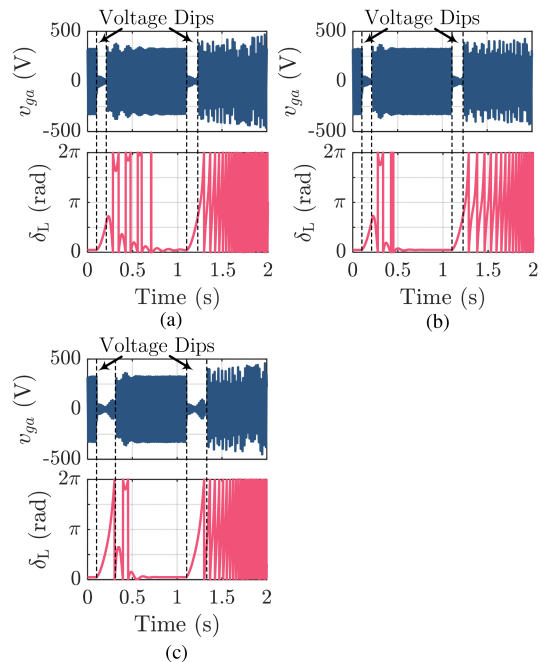 Voltage Dips
500
0
-500
v_ga (V)
2π
π
0
δ_L (rad)
0 0.5 1 1.5 2
Time (s)
(a)
Voltage Dips
500
0
-500
v_ga (V)
2π
π
0
δ_L (rad)
0 0.5 1 1.5 2
Time (s)
(b)
Voltage Dips
500
0
-500
v_ga (V)
2π
π
0
δ_L (rad)
0 0.5 1 1.5 2
Time (s)
(c)